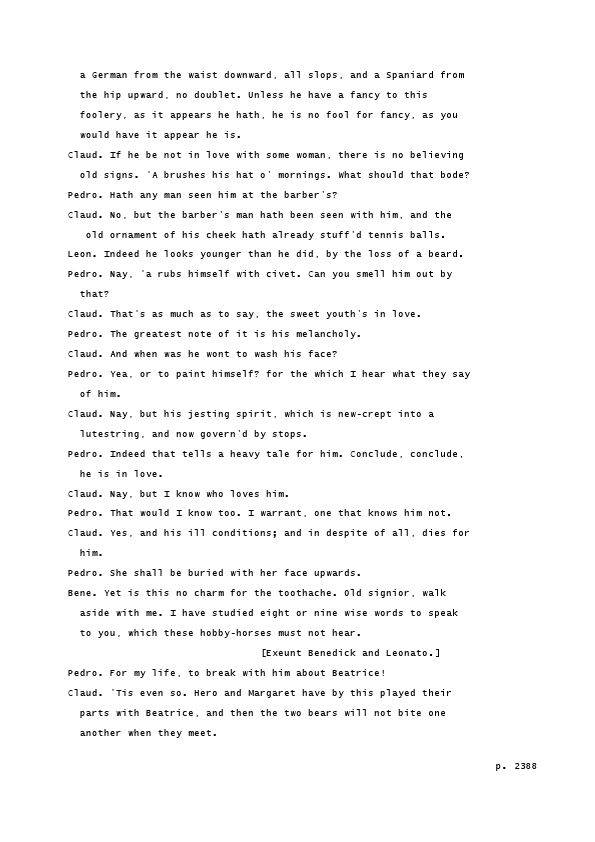 a German from the waist downward, all slops, and a Spaniard from
the hip upward, no doublet. Unless he have a fancy to this
foolery, as it appears he hath, he is no fool for fancy, as you
would have it appear he is.
Claud. If he be not in love with some woman, there is no believing
old signs. 'A brushes his hat o' mornings. What should that bode?
Pedro. Hath any man seen him at the barber's?
Claud. No, but the barber's man hath been seen with him, and the
old ornament of his cheek hath already stuff'd tennis balls.
Leon. Indeed he looks younger than he did, by the loss of a beard.
Pedro. Nay, 'a rubs himself with civet. Can you smell him out by
that?
Claud. That's as much as to say, the sweet youth's in love.
Pedro. The greatest note of it is his melancholy.
Claud. And when was he wont to wash his face?
Pedro. Yea, or to paint himself? for the which I hear what they say
of him.
Claud. Nay, but his jesting spirit, which is new-crept into a
lutestring, and now govern'd by stops.
Pedro. Indeed that tells a heavy tale for him. Conclude, conclude,
he is in love.
Claud. Nay, but I know who loves him.
Pedro. That would I know too. I warrant, one that knows him not.
Claud. Yes, and his ill conditions; and in despite of all, dies for
him.
Pedro. She shall be buried with her face upwards.
Bene. Yet is this no charm for the toothache. Old signior, walk
aside with me. I have studied eight or nine wise words to speak
to you, which these hobby-horses must not hear.
[Exeunt Benedick and Leonato.]
Pedro. For my life, to break with him about Beatrice!
Claud. 'Tis even so. Hero and Margaret have by this played their
parts with Beatrice, and then the two bears will not bite one
another when they meet.
p. 2388